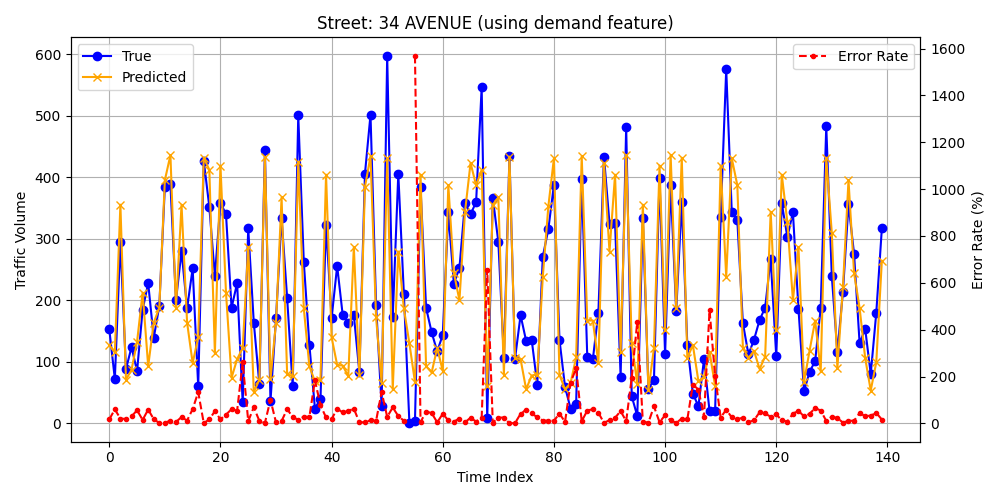 Street: 34 AVENUE (using demand feature)
True
Predicted
Error Rate
Traffic Volume
600
500
400
300
200
100
0
1600
1400
1200
1000
800
600
400
200
0
Error Rate (%)
0 20 40 60 80 100 120 140
Time Index